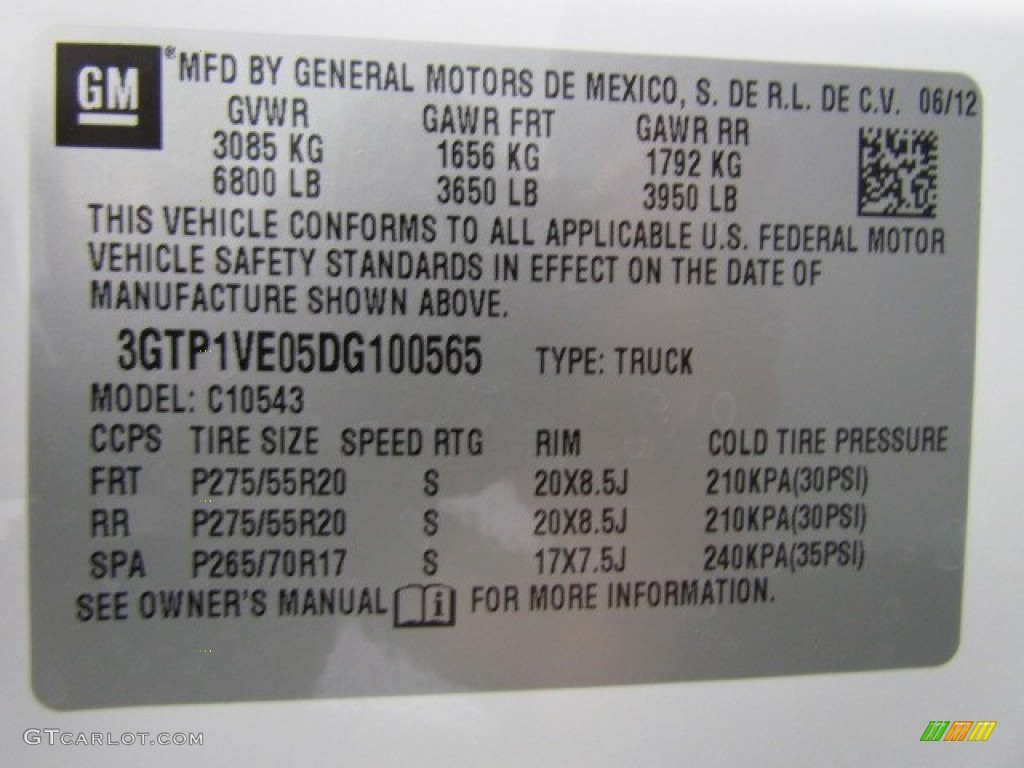 GM
® MFD BY GENERAL MOTORS DE MEXICO, S. DE R.L. DE C.V. 06/12
GVWR GAWR FRT GAWR RR
3085 KG 1656 KG 1792 KG
6800 LB 3650 LB 3950 LB
THIS VEHICLE CONFORMS TO ALL APPLICABLE U.S. FEDERAL MOTOR
VEHICLE SAFETY STANDARDS IN EFFECT ON THE DATE OF
MANUFACTURE SHOWN ABOVE.
3GTP1VE05DG100565 TYPE: TRUCK
MODEL: C10543
CCPS TIRE SIZE SPEED RTG RIM COLD TIRE PRESSURE
FRT P275/55R20 S 20X8.5J 210KPA(30PSI)
RR P275/55R20 S 20X8.5J 210KPA(30PSI)
SPA P265/70R17 S 17X7.5J 240KPA(35PSI)
SEE OWNER'S MANUAL i FOR MORE INFORMATION.
GTCARLOT.COM